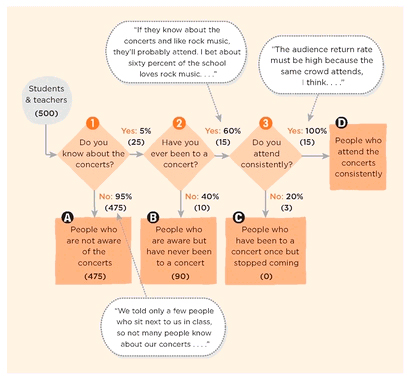 "If they know about the
concerts and like rock music,
they'll probably attend. I bet about
sixty percent of the school
loves rock music. . . ."
"The audience return rate
must be high because the
same crowd attends,
I think. . . ."
Students
& teachers
(500)
1
Do you
know about the
concerts?
Yes: 5%
(25)
2
Have you
ever been to a
concert?
Yes: 60%
(15)
3
Do you
attend
consistently?
Yes: 100%
(15)
D
People who
attend the
concerts
consistently
No: 95%
(475)
No: 40%
(10)
No: 20%
(3)
A
People who
are not aware
of the
concerts
(475)
B
People who
are aware but
have never been
to a concert
(90)
C
People who
have been to a
concert once but
stopped coming
(0)
"We told only a few people
who sit next to us in class,
so not many people know
about our concerts . . . ."